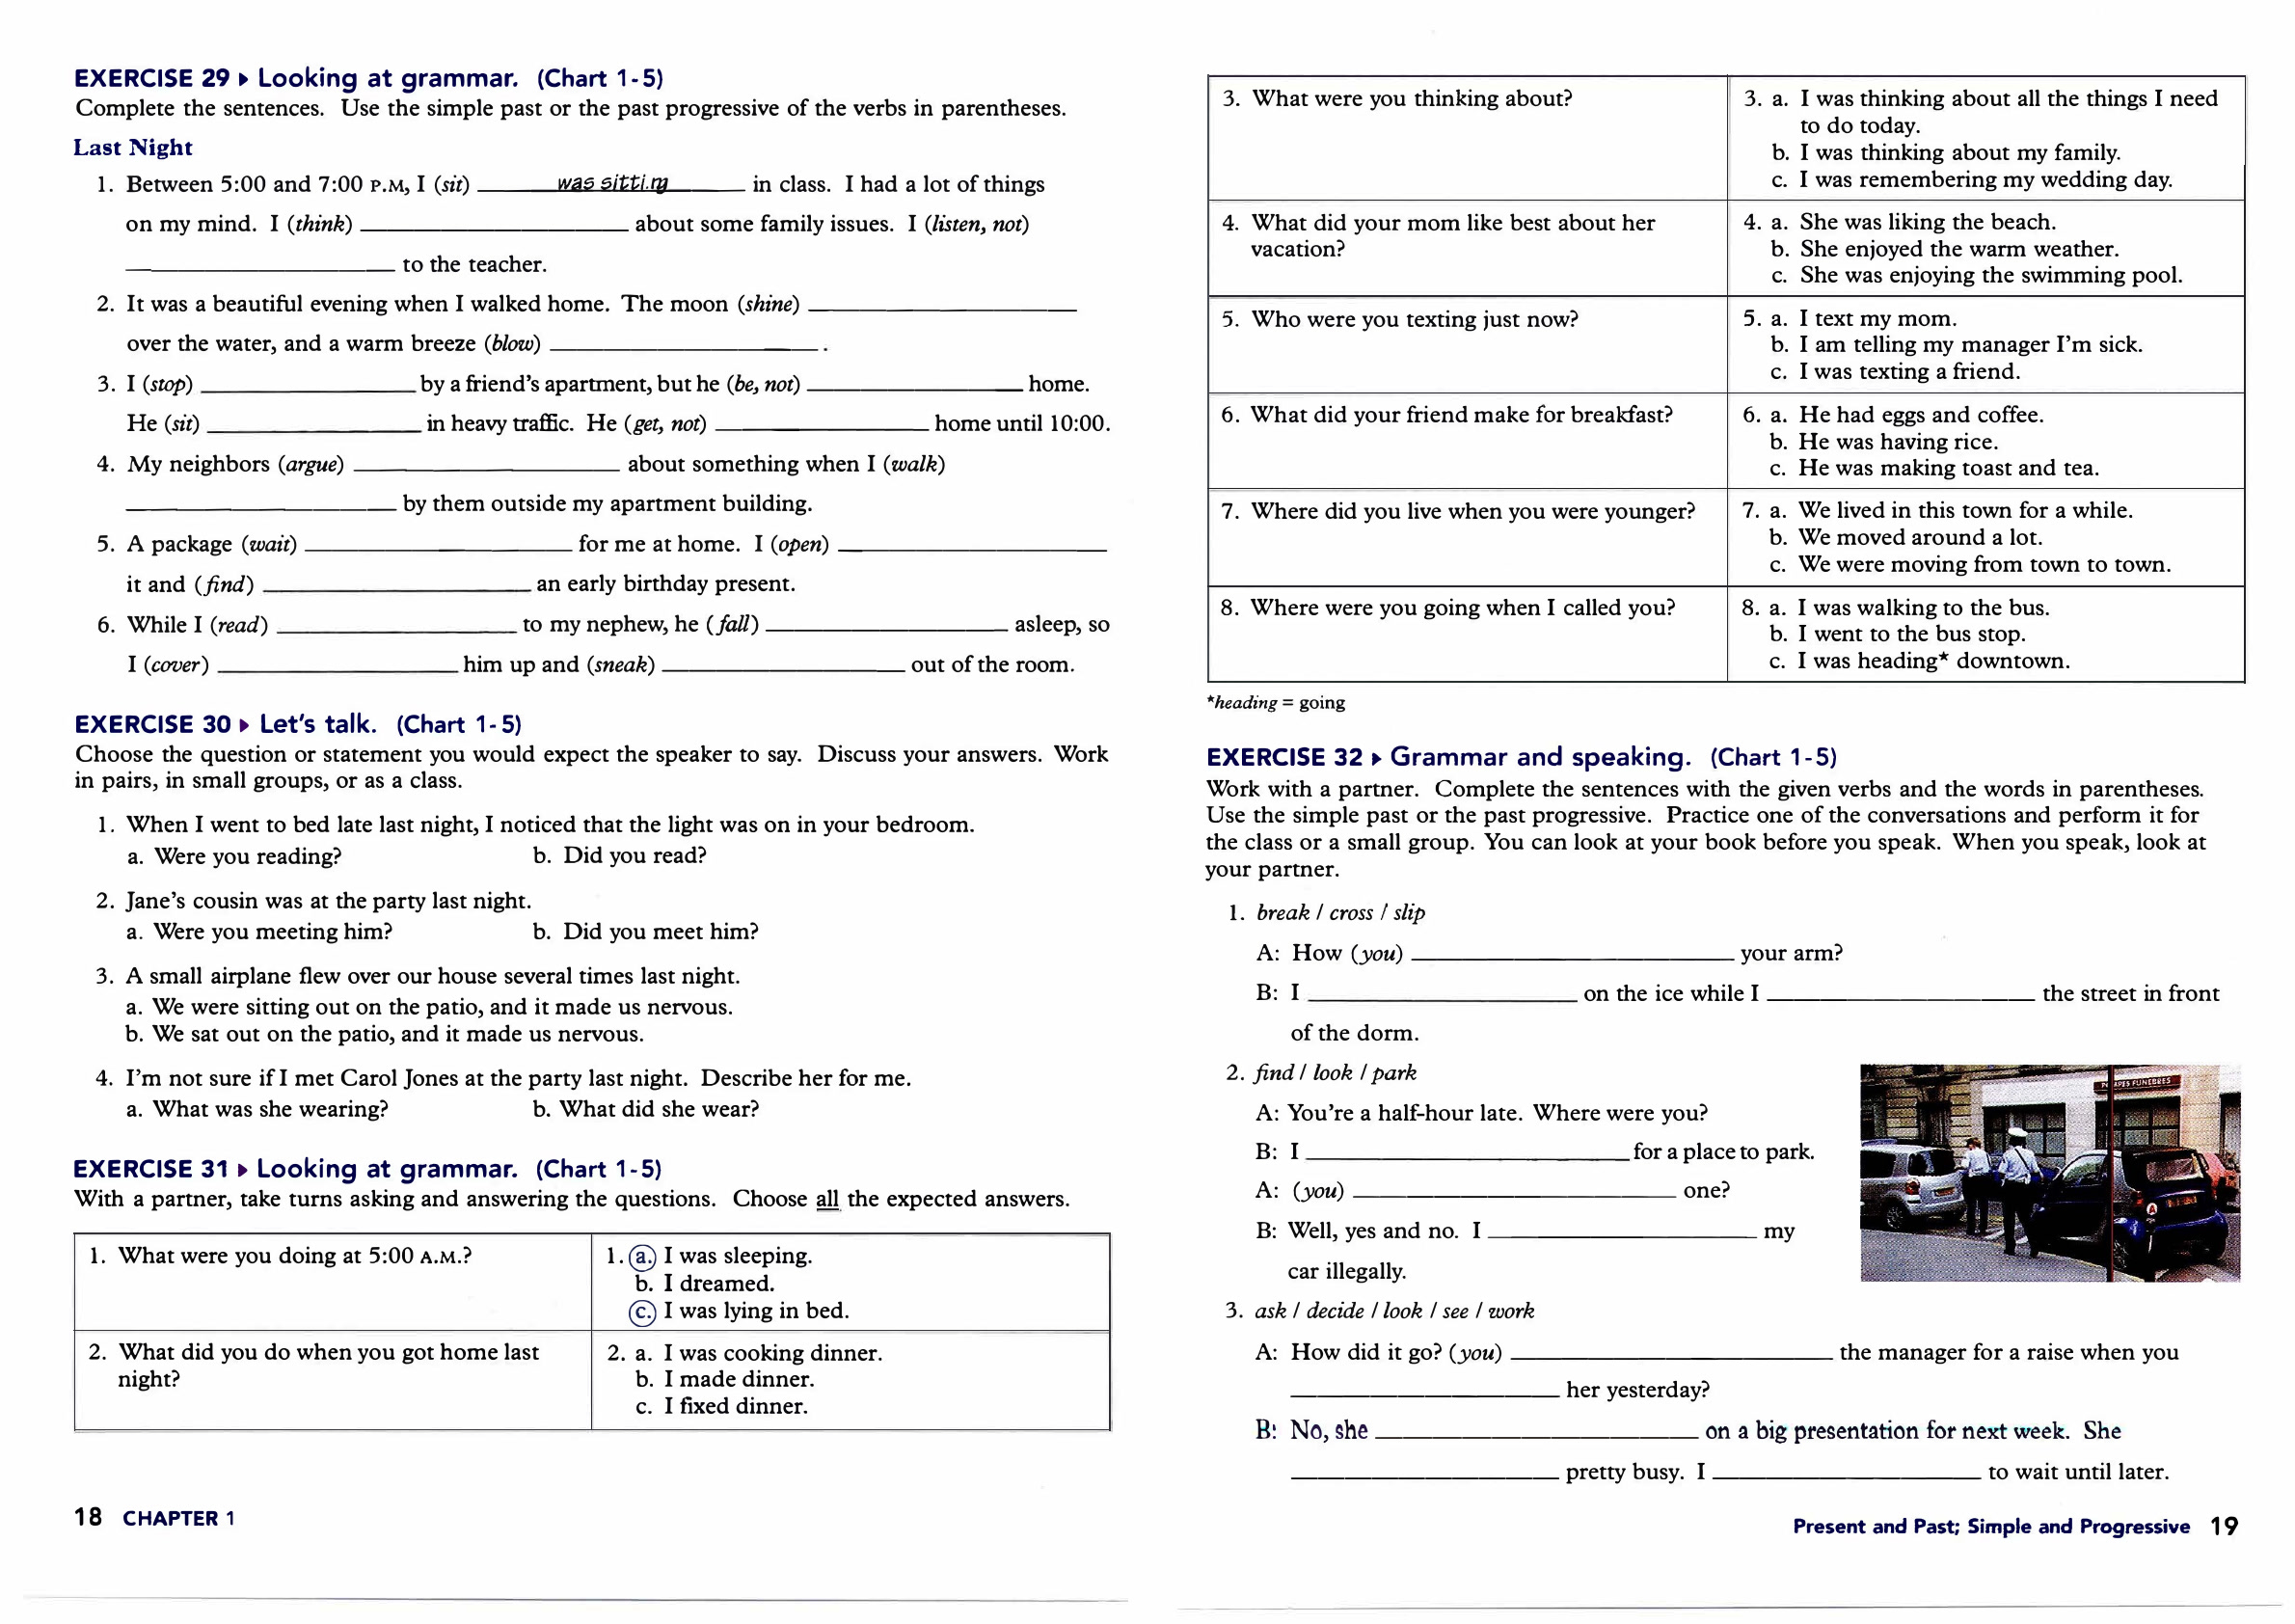 EXERCISE 29 ▸ Looking at grammar. (Chart 1-5)
Complete the sentences. Use the simple past or the past progressive of the verbs in parentheses.
Last Night
1. Between 5:00 and 7:00 P.M, I (sit) was sitting in class. I had a lot of things
on my mind. I (think) ____________ about some family issues. I (listen, not)
____________ to the teacher.
2. It was a beautiful evening when I walked home. The moon (shine) ____________
over the water, and a warm breeze (blow) ____________ .
3. I (stop) ____________ by a friend's apartment, but he (be, not) ____________ home.
He (sit) ____________ in heavy traffic. He (get, not) ____________ home until 10:00.
4. My neighbors (argue) ____________ about something when I (walk)
____________ by them outside my apartment building.
5. A package (wait) ____________ for me at home. I (open) ____________
it and (find) ____________ an early birthday present.
6. While I (read) ____________ to my nephew, he (fall) ____________ asleep, so
I (cover) ____________ him up and (sneak) ____________ out of the room.
EXERCISE 30 ▸ Let's talk. (Chart 1-5)
Choose the question or statement you would expect the speaker to say. Discuss your answers. Work
in pairs, in small groups, or as a class.
1. When I went to bed late last night, I noticed that the light was on in your bedroom.
a. Were you reading? b. Did you read?
2. Jane's cousin was at the party last night.
a. Were you meeting him? b. Did you meet him?
3. A small airplane flew over our house several times last night.
a. We were sitting out on the patio, and it made us nervous.
b. We sat out on the patio, and it made us nervous.
4. I'm not sure if I met Carol Jones at the party last night. Describe her for me.
a. What was she wearing? b. What did she wear?
EXERCISE 31 ▸ Looking at grammar. (Chart 1-5)
With a partner, take turns asking and answering the questions. Choose all the expected answers.
1. What were you doing at 5:00 A.M.? 1. a. I was sleeping.
b. I dreamed.
c. I was lying in bed.
2. What did you do when you got home last 2. a. I was cooking dinner.
night? b. I made dinner.
c. I fixed dinner.
18 CHAPTER 1
3. What were you thinking about? 3. a. I was thinking about all the things I need
to do today.
b. I was thinking about my family.
c. I was remembering my wedding day.
4. What did your mom like best about her 4. a. She was liking the beach.
vacation? b. She enjoyed the warm weather.
c. She was enjoying the swimming pool.
5. Who were you texting just now? 5. a. I text my mom.
b. I am telling my manager I'm sick.
c. I was texting a friend.
6. What did your friend make for breakfast? 6. a. He had eggs and coffee.
b. He was having rice.
c. He was making toast and tea.
7. Where did you live when you were younger? 7. a. We lived in this town for a while.
b. We moved around a lot.
c. We were moving from town to town.
8. Where were you going when I called you? 8. a. I was walking to the bus.
b. I went to the bus stop.
c. I was heading* downtown.
*heading = going
EXERCISE 32 ▸ Grammar and speaking. (Chart 1-5)
Work with a partner. Complete the sentences with the given verbs and the words in parentheses.
Use the simple past or the past progressive. Practice one of the conversations and perform it for
the class or a small group. You can look at your book before you speak. When you speak, look at
your partner.
1. break / cross / slip
A: How (you) ____________ your arm?
B: I ____________ on the ice while I ____________ the street in front
of the dorm.
2. find / look / park
A: You're a half-hour late. Where were you?
B: I ____________ for a place to park.
A: (you) ____________ one?
B: Well, yes and no. I ____________ my
car illegally.
3. ask / decide / look / see / work
A: How did it go? (you) ____________ the manager for a raise when you
____________ her yesterday?
B: No, she ____________ on a big presentation for next week. She
____________ pretty busy. I ____________ to wait until later.
Present and Past; Simple and Progressive 19